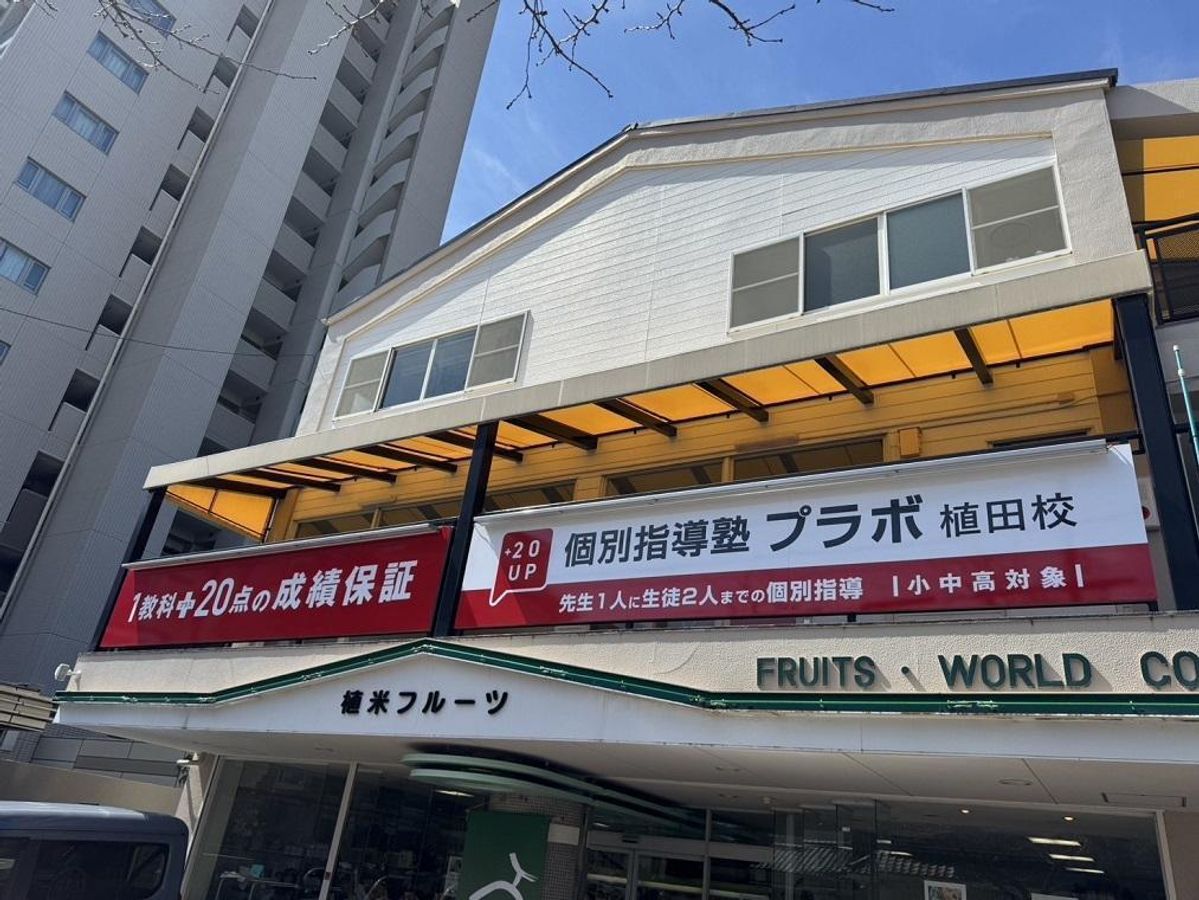 1教科+20点の成績保証
+20
UP
個別指導塾 プラボ 植田校
先生1人に生徒2人までの個別指導 |小中高対象|
植米フルーツ
FRUITS・WORLD CO